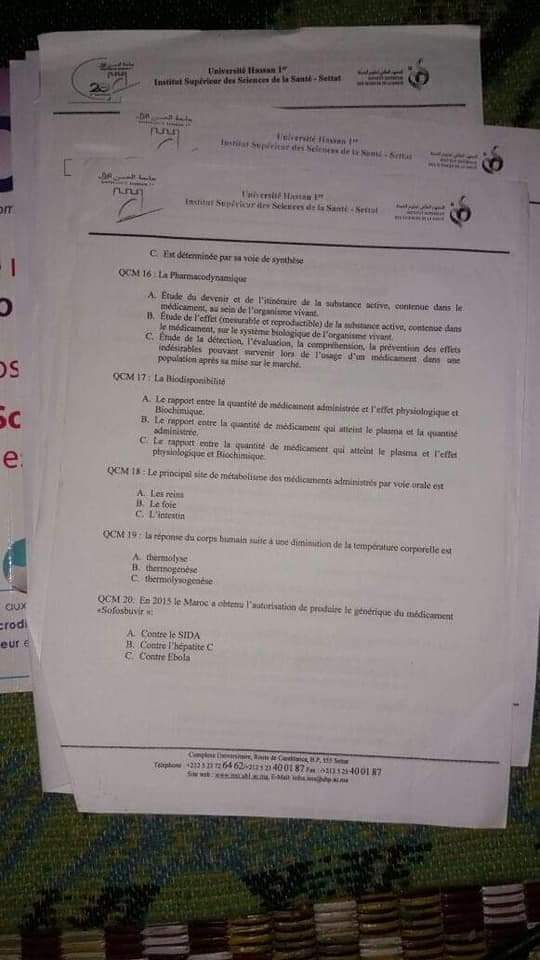 Université Hassan 1er
Institut Supérieur des Sciences de la Santé - Settat
Université Hassan 1er
Institut Supérieur des Sciences de la Santé - Settat
Université Hassan 1er
Institut Supérieur des Sciences de la Santé - Settat
C. Est déterminée par sa voie de synthèse
QCM 16 : La Pharmacodynamique
A. Étude du devenir et de l'itinéraire de la substance active, contenue dans le
médicament, au sein de l'organisme vivant.
B. Étude de l'effet (mesurable et reproductible) de la substance active, contenue dans
le médicament, sur le système biologique de l'organisme vivant.
C. Étude de la détection, l'évaluation, la compréhension, la prévention des effets
indésirables pouvant survenir lors de l'usage d'un médicament dans une
population après sa mise sur le marché.
QCM 17 : La Biodisponibilité
A. Le rapport entre la quantité de médicament administrée et l'effet physiologique et
Biochimique.
B. Le rapport entre la quantité de médicament qui atteint le plasma et la quantité
administrée.
C. Le rapport entre la quantité de médicament qui atteint le plasma et l'effet
physiologique et Biochimique.
QCM 18 : Le principal site de métabolisme des médicaments administrés par voie orale est
A. Les reins
B. Le foie
C. L'intestin
QCM 19 : la réponse du corps humain suite à une diminution de la température corporelle est
A. thermolyse
B. thermogenèse
C. thermolysogenèse
QCM 20: En 2015 le Maroc a obtenu l'autorisation de produire le générique du médicament
«Sofosbuvir »:
A. Contre le SIDA
B. Contre l'hépatite C
C. Contre Ebola
Complexe Universitaire, Route de Casablanca, B.P. 555 Settat
Téléphone : +212 5 23 72 64 62/+212 5 23 40 01 87 Fax : +212 5 23 40 01 87
Site web :
aux
crodi
eur e